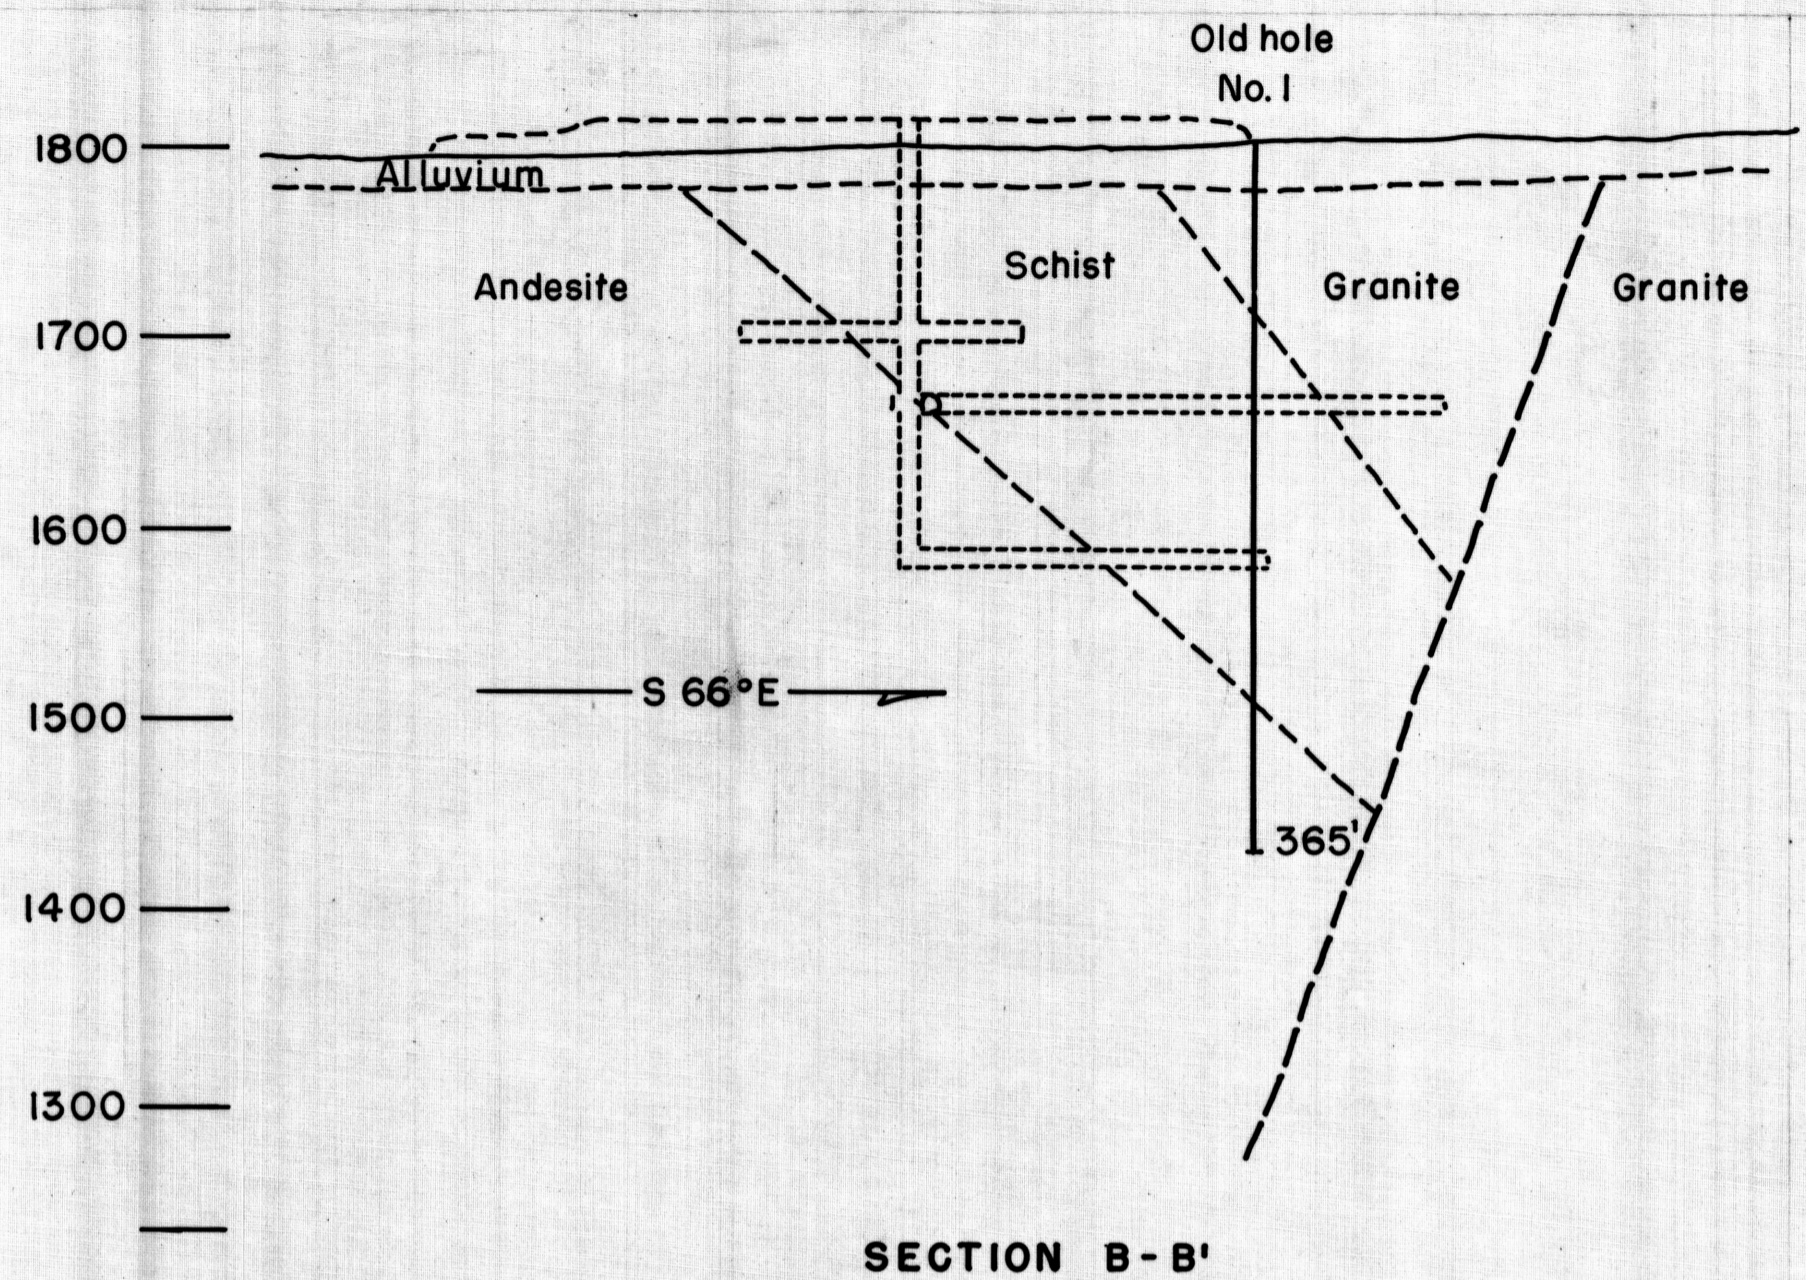 Old hole
No. 1
1800
Alluvium
Schist
Andesite
Granite
Granite
1700
1600
S 66°E
1500
365'
1400
1300
SECTION B-B'